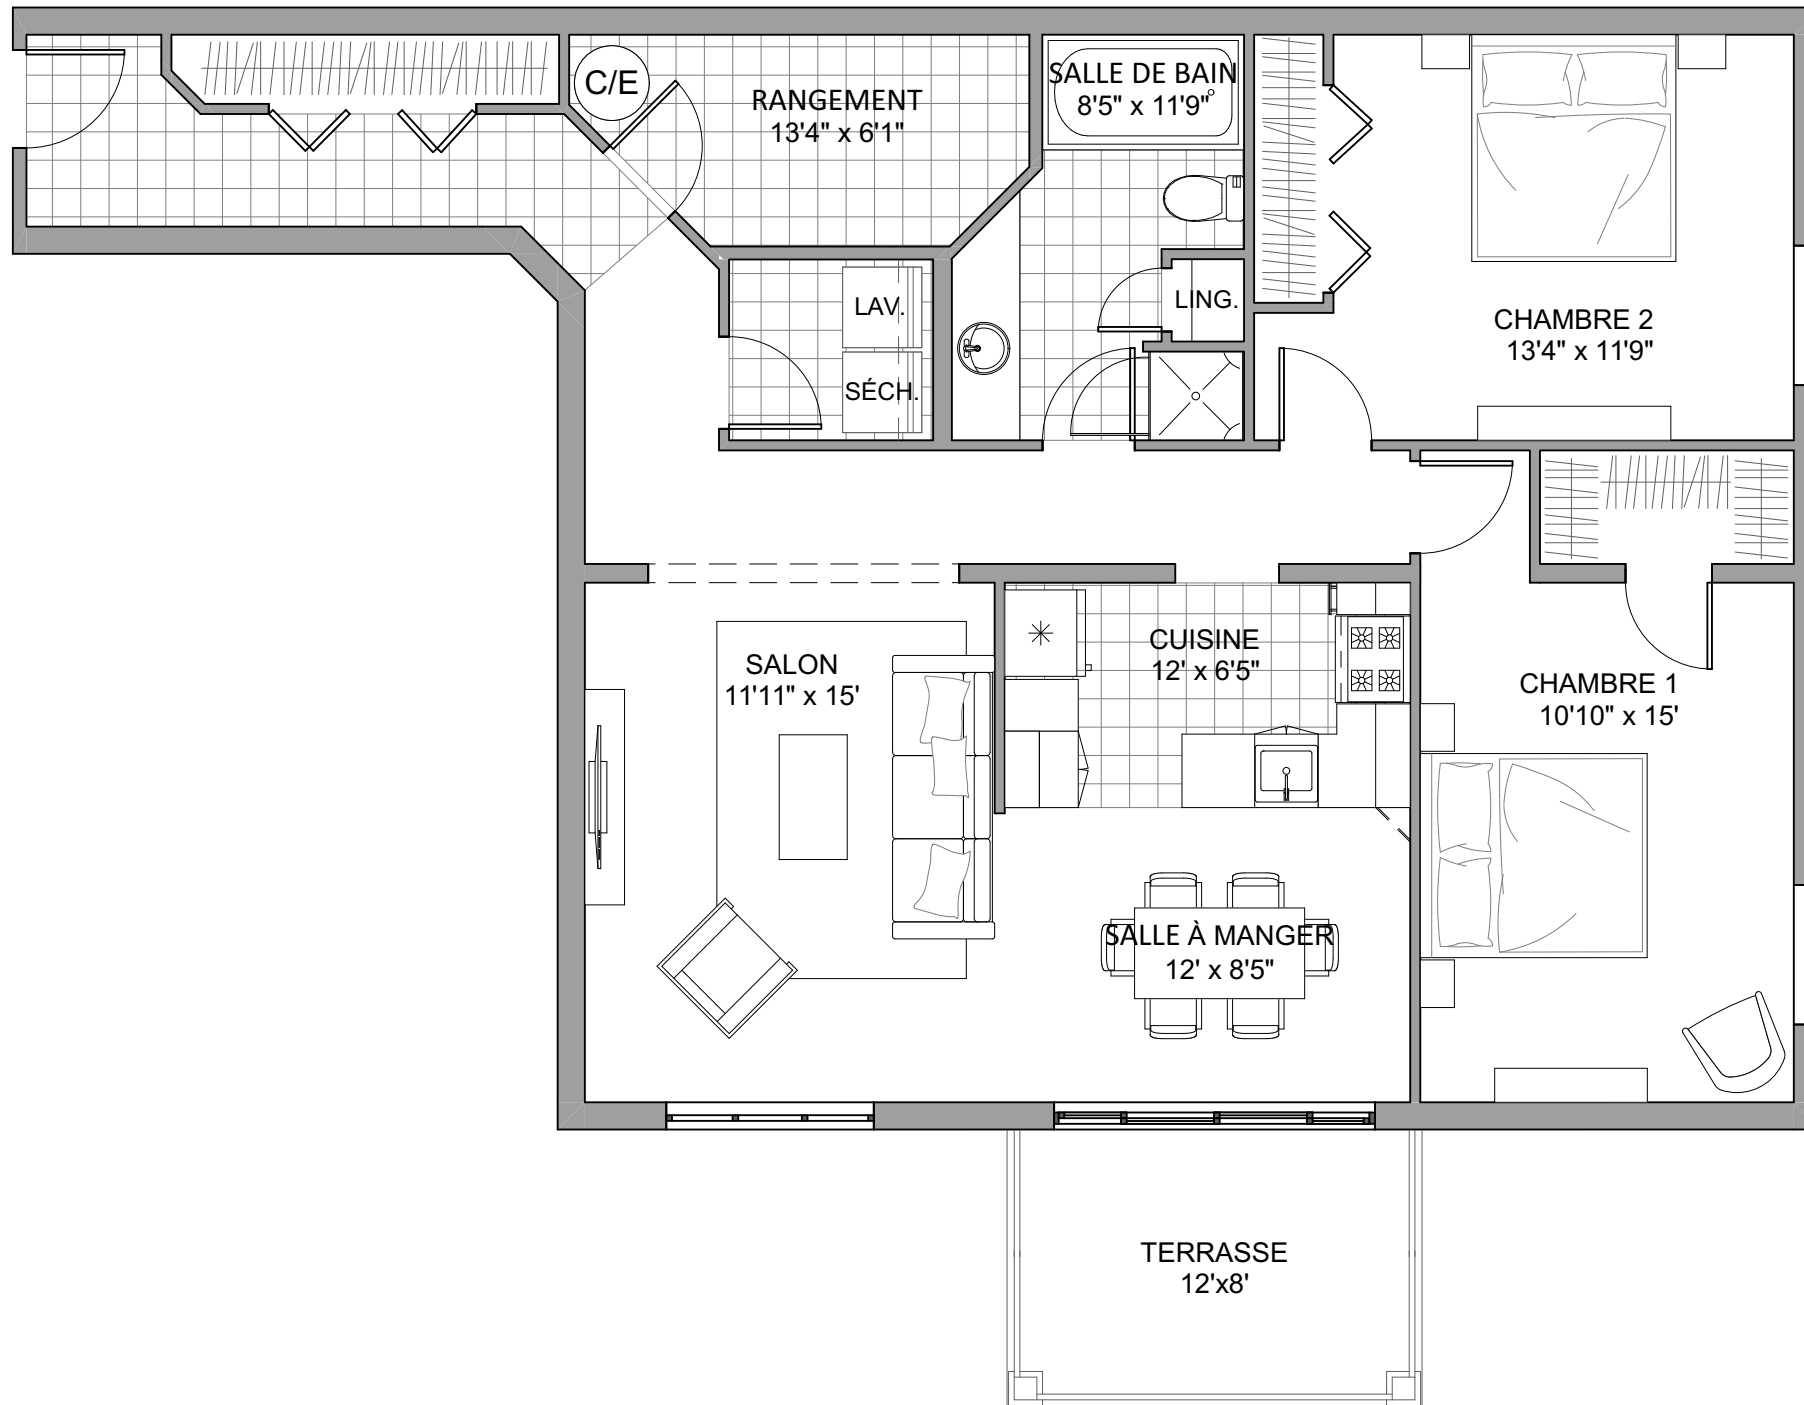 C/E
RANGEMENT
13'4" x 6'1"
SALLE DE BAIN
8'5" x 11'9"
LAV.
SÉCH.
LING.
CHAMBRE 2
13'4" x 11'9"
SALON
11'11" x 15'
CUISINE
12' x 6'5"
CHAMBRE 1
10'10" x 15'
SALLE À MANGER
12' x 8'5"
TERRASSE
12'x8'